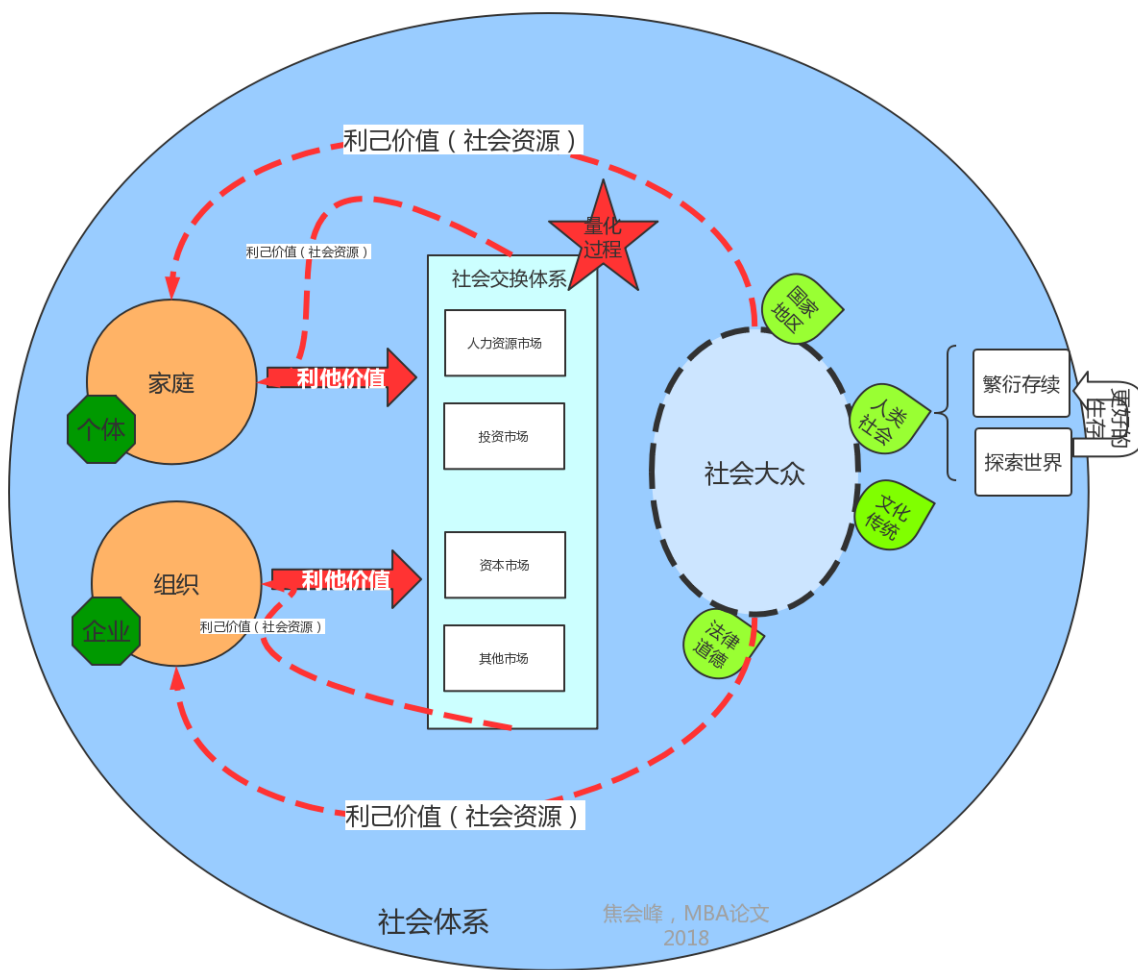 利己价值（社会资源）
量化
过程
利己价值（社会资源）
社会交换体系
国家
地区
人力资源市场
家庭
利他价值
繁衍存续
更好的
生存
个体
人类
社会
投资市场
探索世界
社会大众
文化
传统
资本市场
组织
利他价值
利己价值（社会资源）
企业
法律
道德
其他市场
利己价值（社会资源）
社会体系
焦会峰，MBA论文
2018